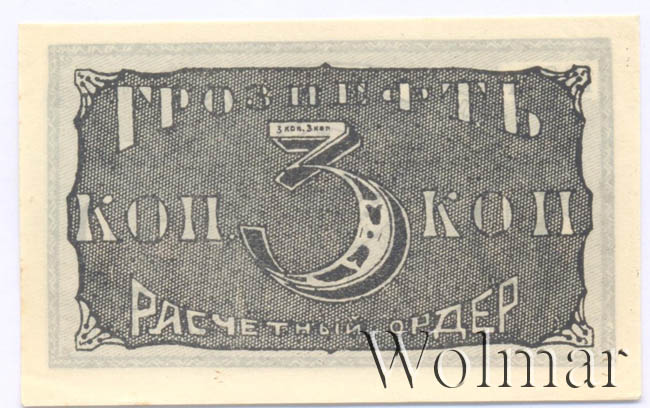 ГРОЗНЕФТЬ
3 коп. 3 коп
КОП. 3 КОП
РАСЧЕТНЫЙ ОРДЕР
Wolmar